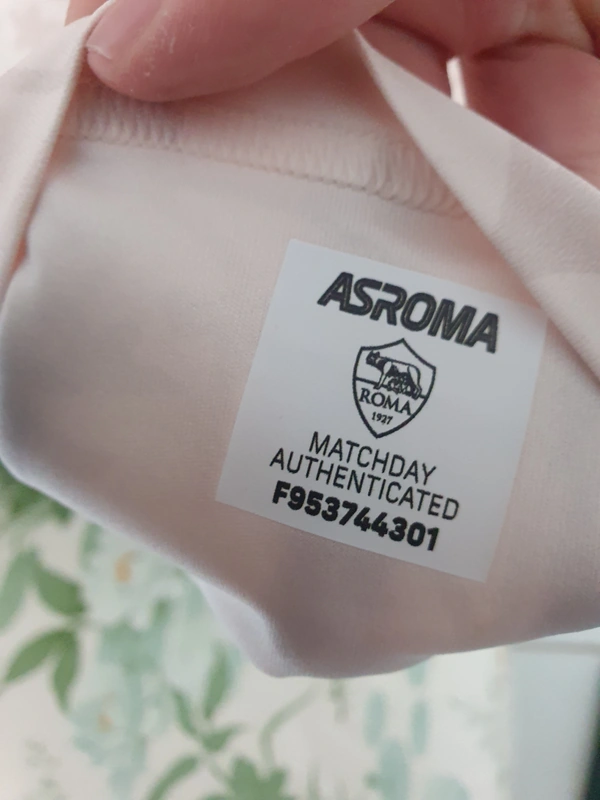 ASROMA
ROMA
1927
MATCHDAY
AUTHENTICATED
F953744301